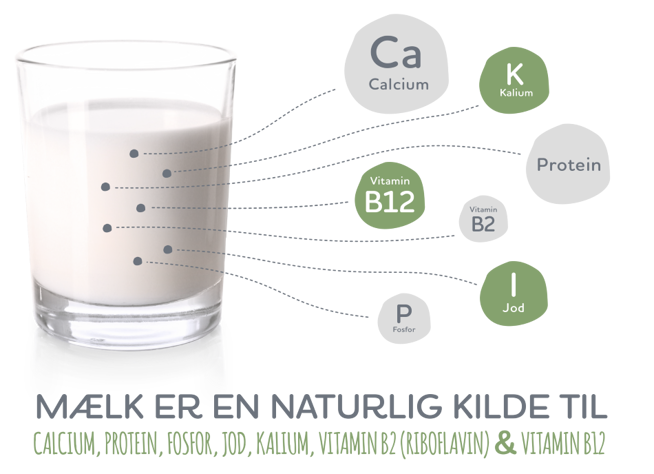 Ca
Calcium
K
Kalium
Protein
Vitamin
B12
Vitamin
B2
I
Jod
P
Fosfor
MÆLK ER EN NATURLIG KILDE TIL
CALCIUM, PROTEIN, FOSFOR, JOD, KALIUM, VITAMIN B2 (RIBOFLAVIN) & VITAMIN B12